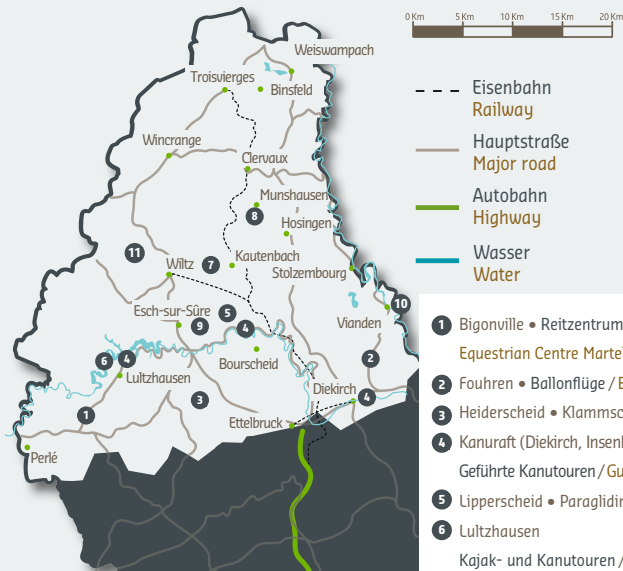 0 Km 5 Km 10 Km 15 Km 20 Km
Weiswampach
Troisvierges
Binsfeld
Wincrange
Clervaux
Munshausen
8
Hosingen
11
Wiltz
7
Kautenbach
Stolzembourg
Esch-sur-Sûre
5
10
9
4
Vianden
6
4
Bourscheid
2
Lultzhausen
Diekirch
3
4
1
Ettelbruck
Perlé
Eisenbahn
Railway
Hauptstraße
Major road
Autobahn
Highway
Wasser
Water
1 Bigonville • Reitzentrum
Equestrian Centre Marte
2 Fouhren • Ballonflüge /
3 Heiderscheid • Klammsc
4 Kanuraft (Diekirch, Insen
Geführte Kanutouren / Gu
5 Lipperscheid • Paraglidin
6 Lultzhausen
Kajak- und Kanutouren /